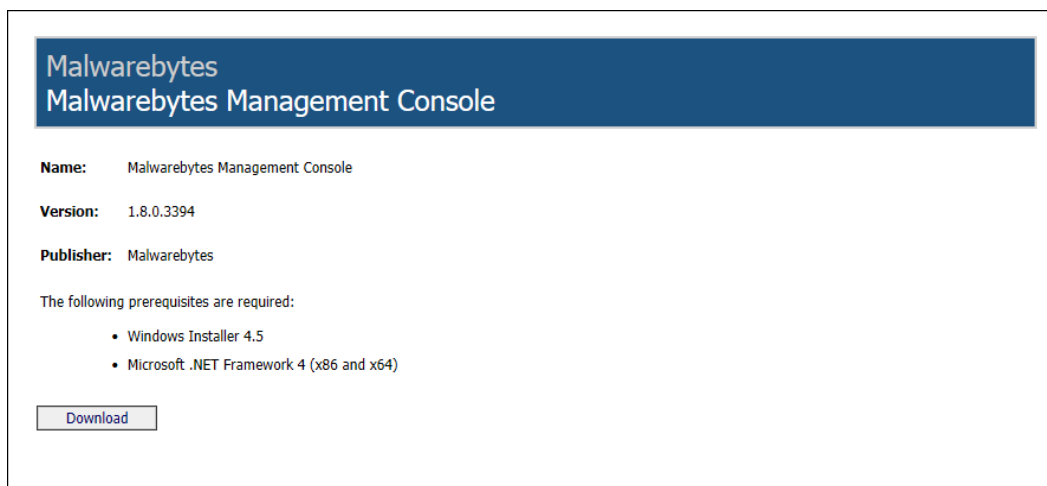 Malwarebytes
Malwarebytes Management Console
Name: Malwarebytes Management Console
Version: 1.8.0.3394
Publisher: Malwarebytes
The following prerequisites are required:
• Windows Installer 4.5
• Microsoft .NET Framework 4 (x86 and x64)
Download